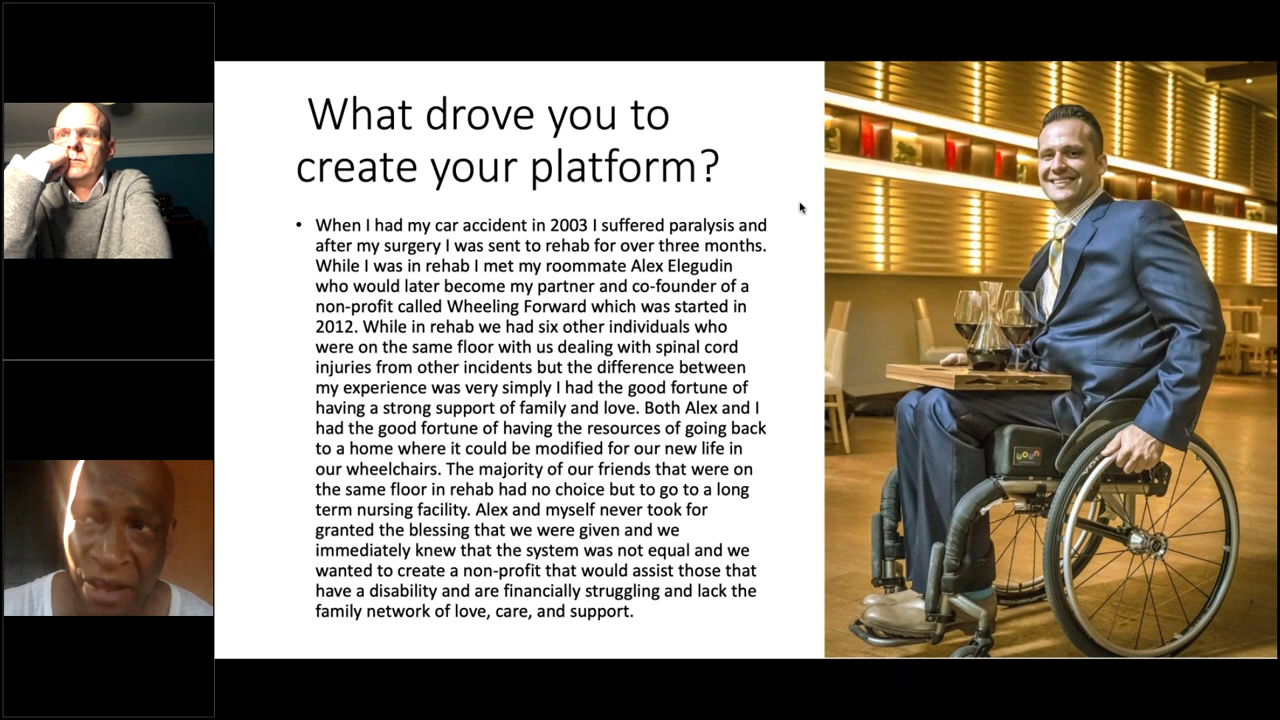 What drove you to
create your platform?
• When I had my car accident in 2003 I suffered paralysis and
after my surgery I was sent to rehab for over three months.
While I was in rehab I met my roommate Alex Elegudin
who would later become my partner and co-founder of a
non-profit called Wheeling Forward which was started in
2012. While in rehab we had six other individuals who
were on the same floor with us dealing with spinal cord
injuries from other incidents but the difference between
my experience was very simply I had the good fortune of
having a strong support of family and love. Both Alex and I
had the good fortune of having the resources of going back
to a home where it could be modified for our new life in
our wheelchairs. The majority of our friends that were on
the same floor in rehab had no choice but to go to a long
term nursing facility. Alex and myself never took for
granted the blessing that we were given and we
immediately knew that the system was not equal and we
wanted to create a non-profit that would assist those that
have a disability and are financially struggling and lack the
family network of love, care, and support.